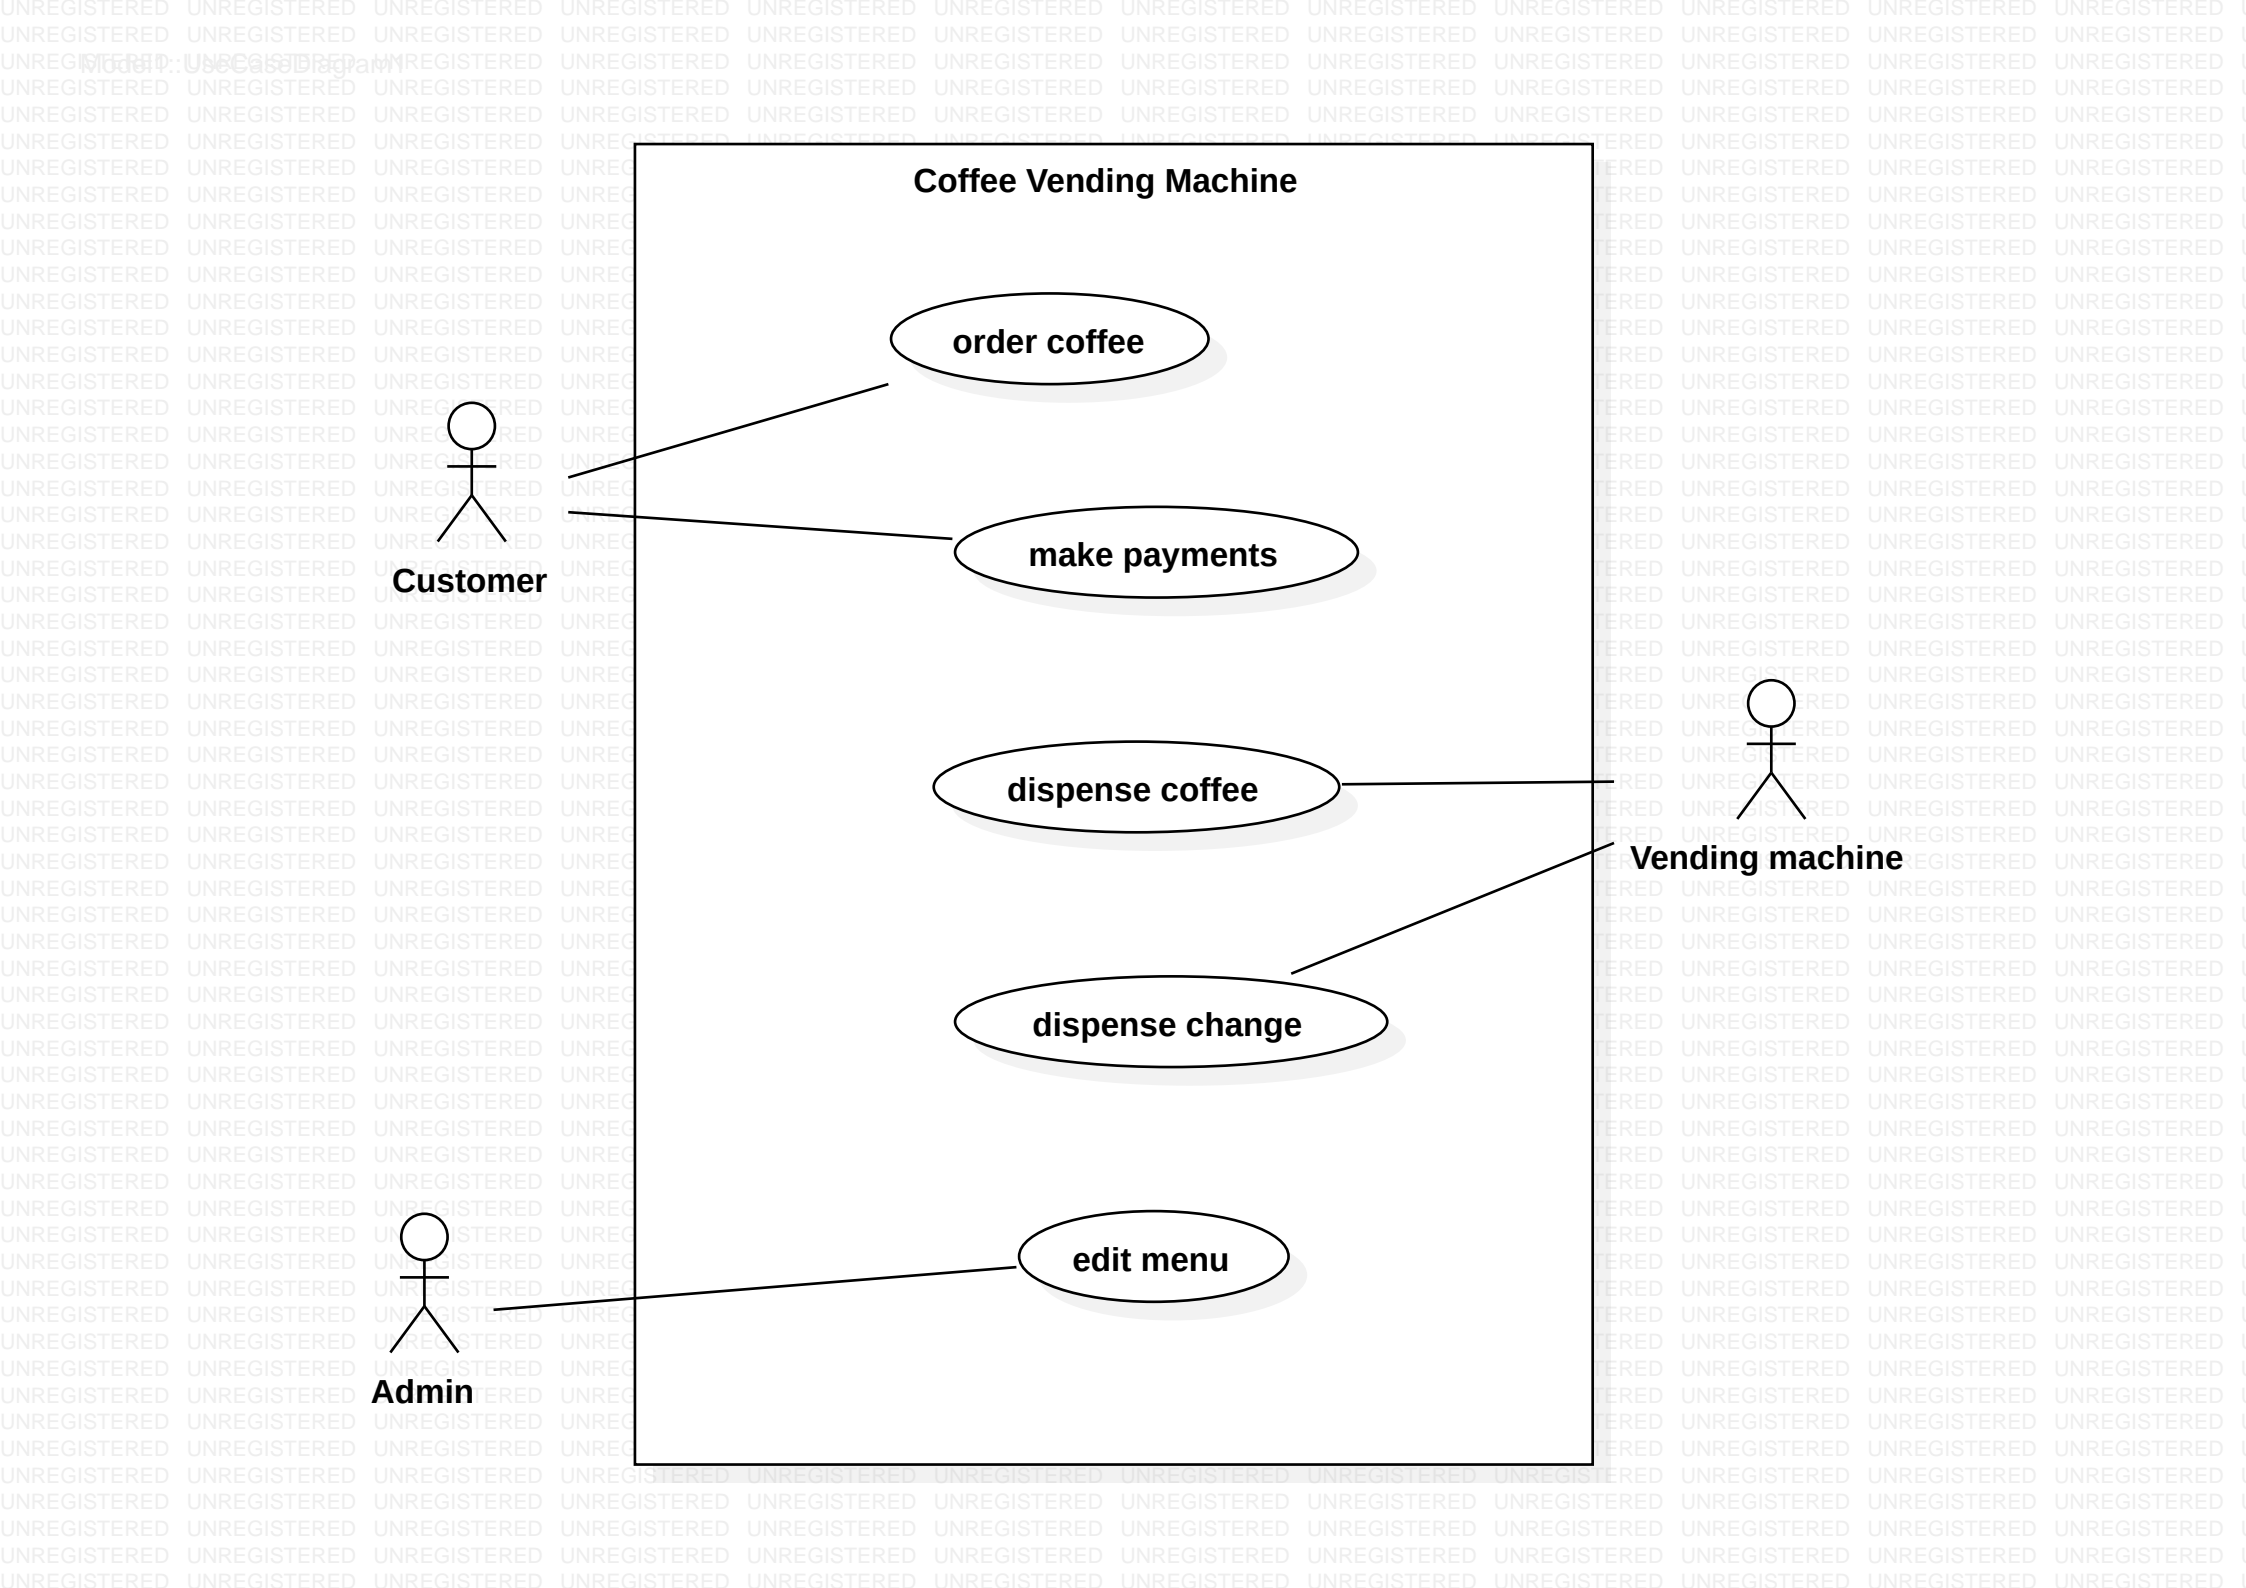 Model1::UseCaseDiagram1
Coffee Vending Machine
order coffee
make payments
Customer
dispense coffee
Vending machine
dispense change
edit menu
Admin
UNREGISTERED